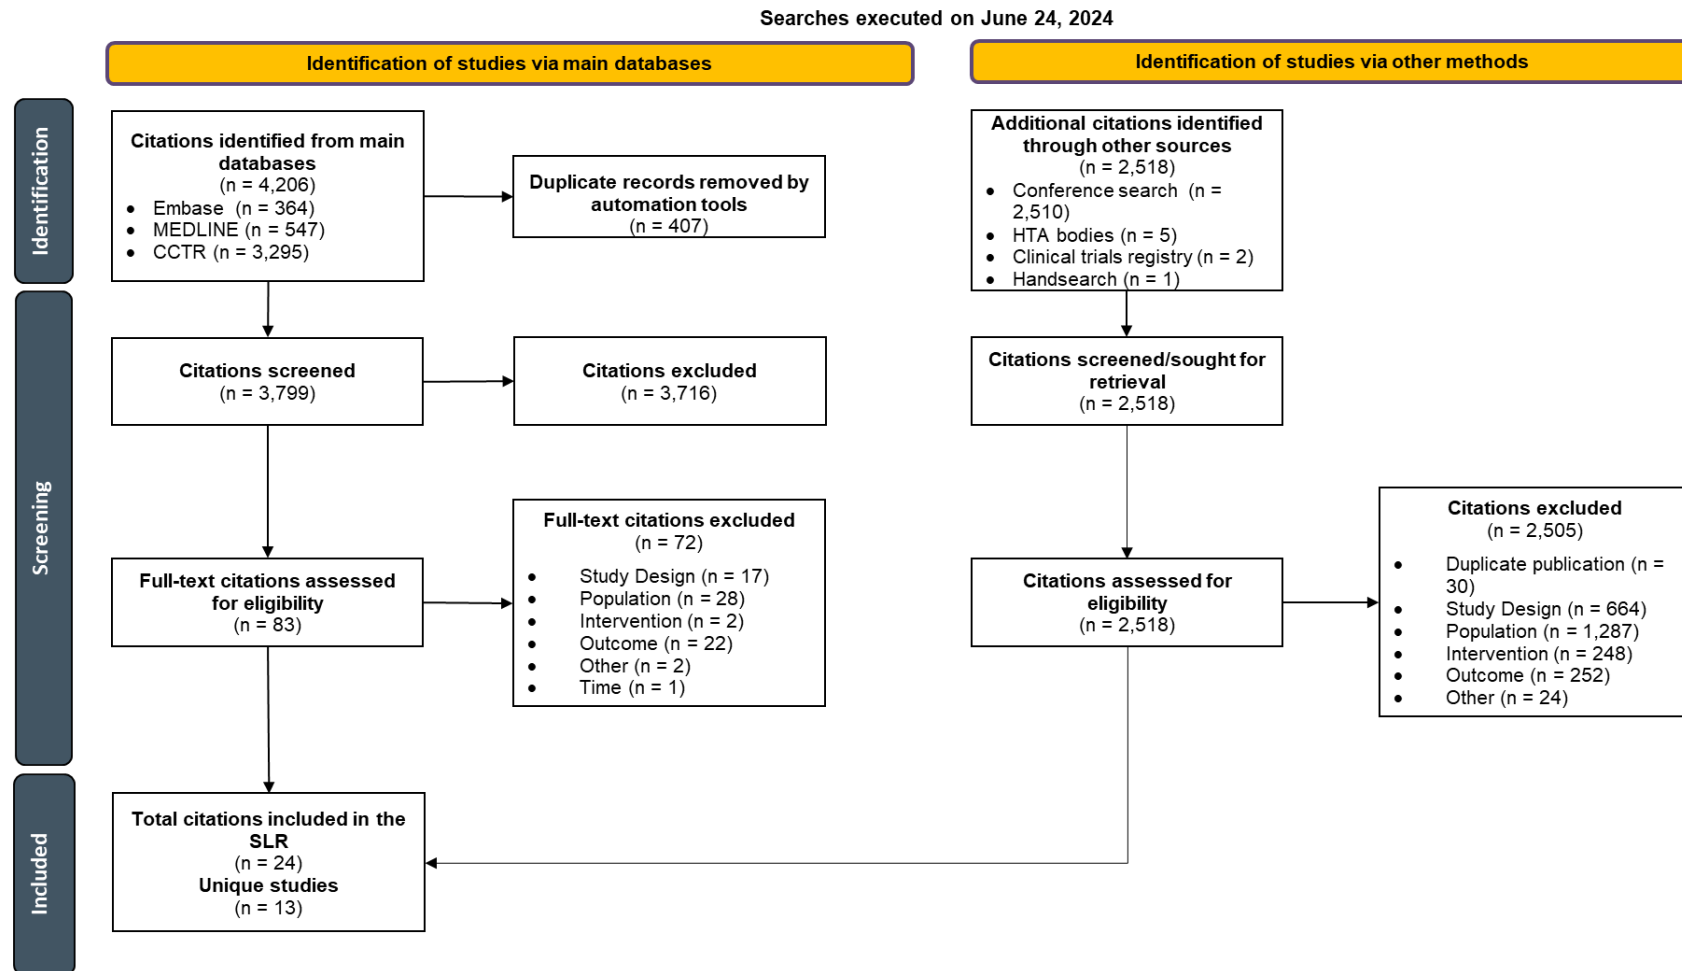 Searches executed on June 24, 2024
Identification of studies via main databases
Identification of studies via other methods
Identification
Citations identified from main
databases
(n = 4,206)
• Embase (n = 364)
• MEDLINE (n = 547)
• CCTR (n = 3,295)
Duplicate records removed by
automation tools
(n = 407)
Additional citations identified
through other sources
(n = 2,518)
• Conference search (n =
2,510)
• HTA bodies (n = 5)
• Clinical trials registry (n = 2)
• Handsearch (n = 1)
Screening
Citations screened
(n = 3,799)
Citations excluded
(n = 3,716)
Citations screened/sought for
retrieval
(n = 2,518)
Full-text citations assessed
for eligibility
(n = 83)
Full-text citations excluded
(n = 72)
• Study Design (n = 17)
• Population (n = 28)
• Intervention (n = 2)
• Outcome (n = 22)
• Other (n = 2)
• Time (n = 1)
Citations assessed for
eligibility
(n = 2,518)
Citations excluded
(n = 2,505)
• Duplicate publication (n =
30)
• Study Design (n = 664)
• Population (n = 1,287)
• Intervention (n = 248)
• Outcome (n = 252)
• Other (n = 24)
Included
Total citations included in the
SLR
(n = 24)
Unique studies
(n = 13)